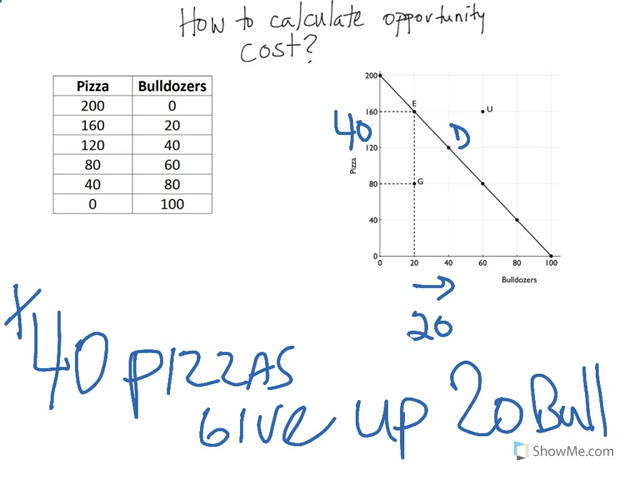 How to calculate opportunity
cost?
Pizza Bulldozers
200 0
160 20
120 40
80 60
40 80
0 100
200
160
120
80
40
0
Pizza
E
U
G
D
40
0 20 40 60 80 100
Bulldozers
20
+40 PIZZAS
GIVE UP 20 Bull
ShowMe.com